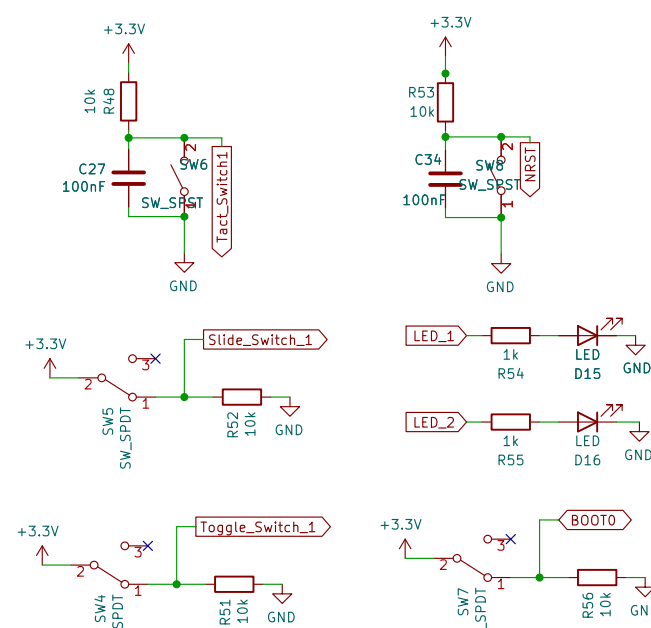 +3.3V
10k
R48
C27
100nF
2
SW6
SW_SPST
1
Tact_Switch1
GND
+3.3V
R53
10k
C34
100nF
2
SW8
SW_SPST
1
NRST
GND
+3.3V
2
3
1
SW5
SW_SPDT
Slide_Switch_1
R52
10k
GND
LED_1
1k
R54
LED
D15
GND
LED_2
1k
R55
LED
D16
GND
+3.3V
2
3
1
SW4
SPDT
Toggle_Switch_1
R51
10k
GND
+3.3V
2
3
1
SW7
_SPDT
BOOT0
R56
10k
GN